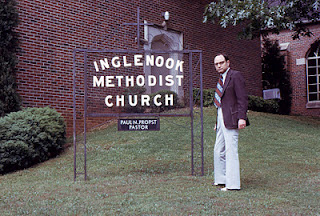 INGLENOOK
METHODIST
CHURCH
PAUL N. PROPST
PASTOR